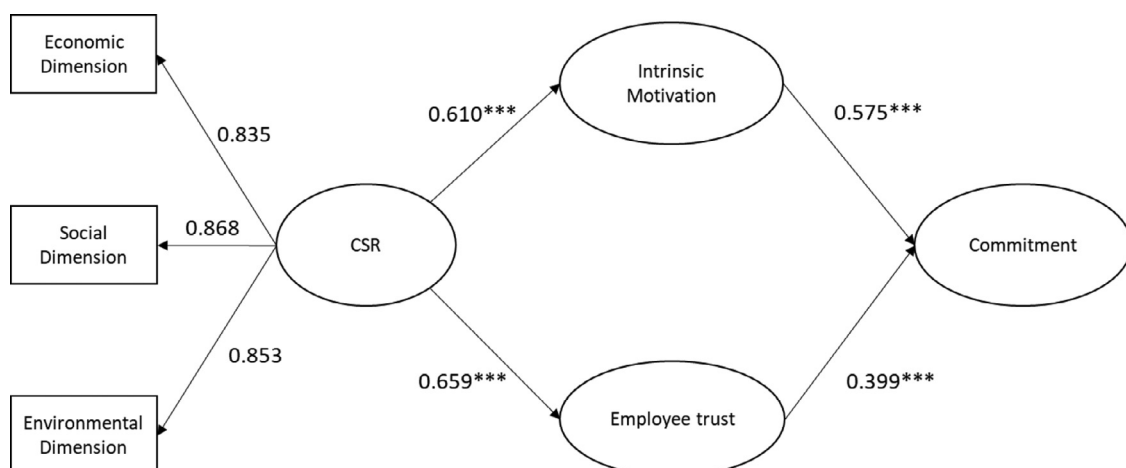 Economic
Dimension
0.835
Social
Dimension
0.868
Environmental
Dimension
0.853
CSR
0.610***
0.659***
Intrinsic
Motivation
Employee trust
0.575***
0.399***
Commitment